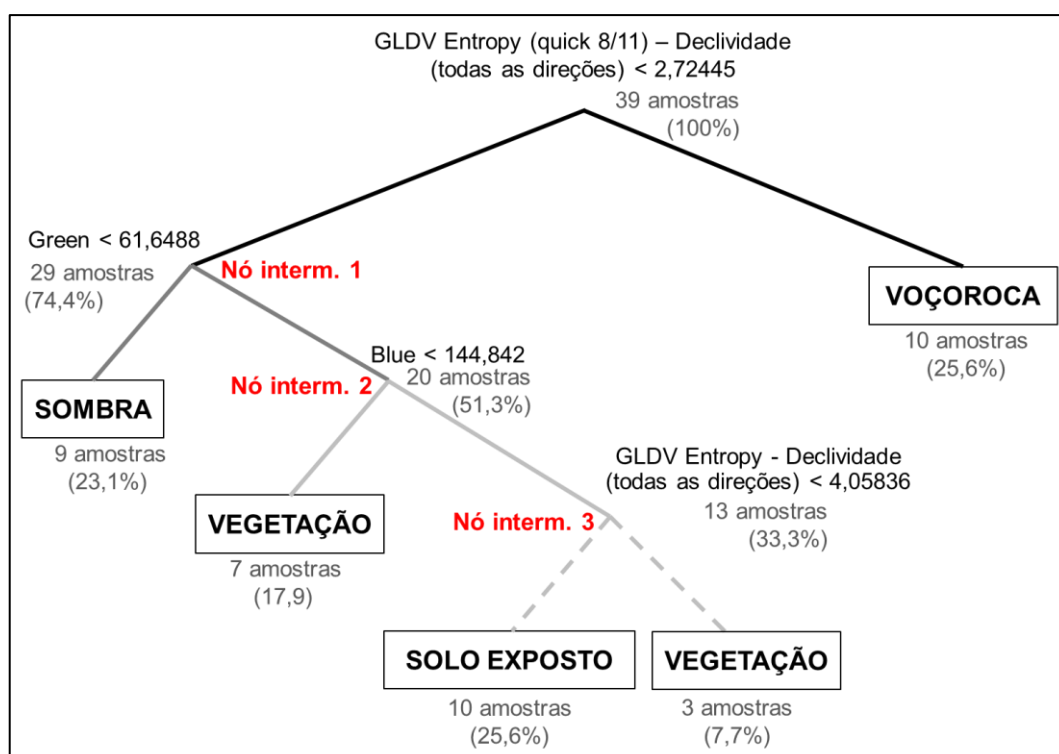 GLDV Entropy (quick 8/11) – Declividade
(todas as direções) < 2,72445
39 amostras
(100%)
Green < 61,6488
29 amostras
(74,4%)
Nó interm. 1
VOÇOROCA
10 amostras
(25,6%)
Blue < 144,842
20 amostras
(51,3%)
Nó interm. 2
SOMBRA
9 amostras
(23,1%)
GLDV Entropy - Declividade
(todas as direções) < 4,05836
13 amostras
(33,3%)
Nó interm. 3
VEGETAÇÃO
7 amostras
(17,9)
SOLO EXPOSTO
10 amostras
(25,6%)
VEGETAÇÃO
3 amostras
(7,7%)